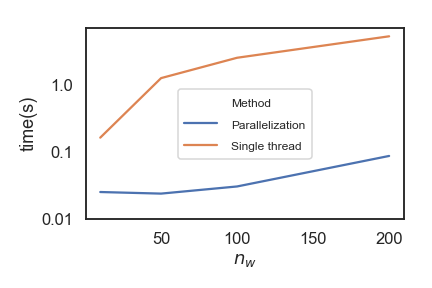 time(s)
1.0
0.1
0.01
Method
Parallelization
Single thread
50 100 150 200
n_w